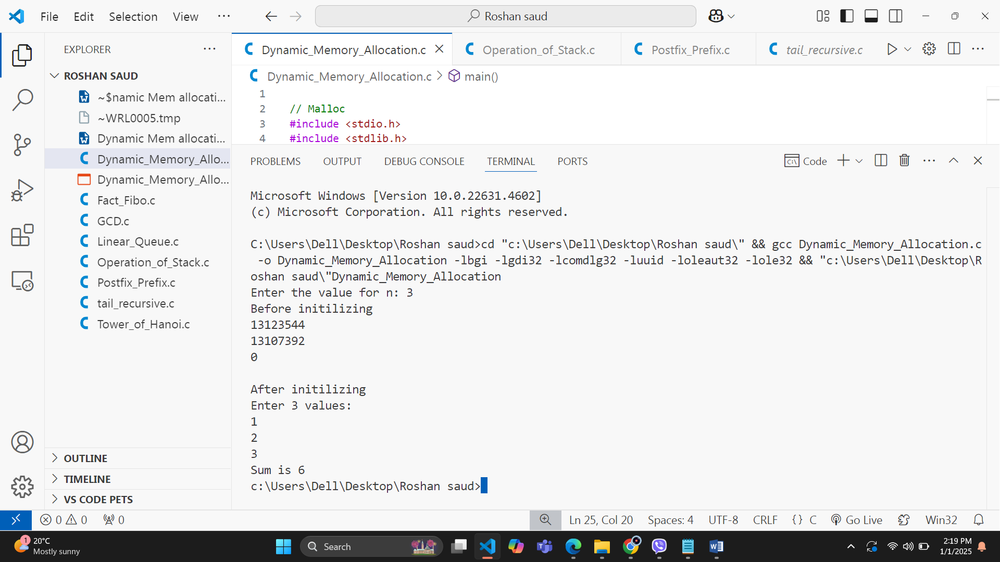 File Edit Selection View ···
Roshan saud
EXPLORER ···
ROSHAN SAUD
~$namic Mem allocati...
~WRL0005.tmp
Dynamic Mem allocati...
Dynamic_Memory_Allo...
Dynamic_Memory_Allo...
Fact_Fibo.c
GCD.c
Linear_Queue.c
Operation_of_Stack.c
Postfix_Prefix.c
tail_recursive.c
Tower_of_Hanoi.c
OUTLINE
TIMELINE
VS CODE PETS
Dynamic_Memory_Allocation.c Operation_of_Stack.c Postfix_Prefix.c tail_recursive.c
Dynamic_Memory_Allocation.c > main()
1
2 // Malloc
3 #include <stdio.h>
4 #include <stdlib.h>
PROBLEMS OUTPUT DEBUG CONSOLE TERMINAL PORTS Code
Microsoft Windows [Version 10.0.22631.4602]
(c) Microsoft Corporation. All rights reserved.
C:\Users\Dell\Desktop\Roshan saud>cd "c:\Users\Dell\Desktop\Roshan saud\" && gcc Dynamic_Memory_Allocation.c
-o Dynamic_Memory_Allocation -lbgi -lgdi32 -lcomdlg32 -luuid -loleaut32 -lole32 && "c:\Users\Dell\Desktop\R
oshan saud\"Dynamic_Memory_Allocation
Enter the value for n: 3
Before initilizing
13123544
13107392
0
After initilizing
Enter 3 values:
1
2
3
Sum is 6
c:\Users\Dell\Desktop\Roshan saud>
0 0 0 Ln 25, Col 20 Spaces: 4 UTF-8 CRLF {} C Go Live Win32
1 20°C
Mostly sunny
Search
2:19 PM
1/1/2025